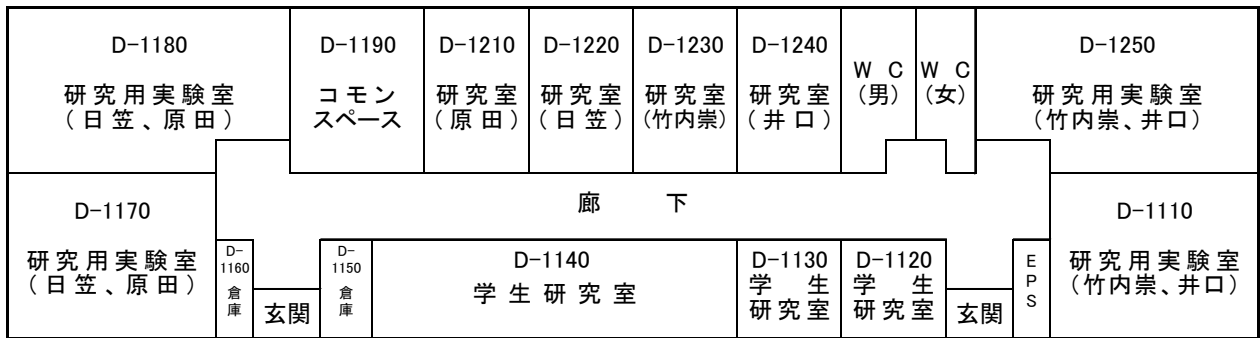 D-1180
研究用実験室
(日笠、原田)
D-1190
コモン
スペース
D-1210
研究室
(原田)
D-1220
研究室
(日笠)
D-1230
研究室
(竹内崇)
D-1240
研究室
(井口)
WC
(男)
WC
(女)
D-1250
研究用実験室
(竹内崇、井口)
廊 下
D-1170
研究用実験室
(日笠、原田)
D-
1160
倉
庫
玄関
D-
1150
倉
庫
D-1140
学生研究室
D-1130
学 生
研究室
D-1120
学 生
研究室
玄関
E
P
S
D-1110
研究用実験室
(竹内崇、井口)